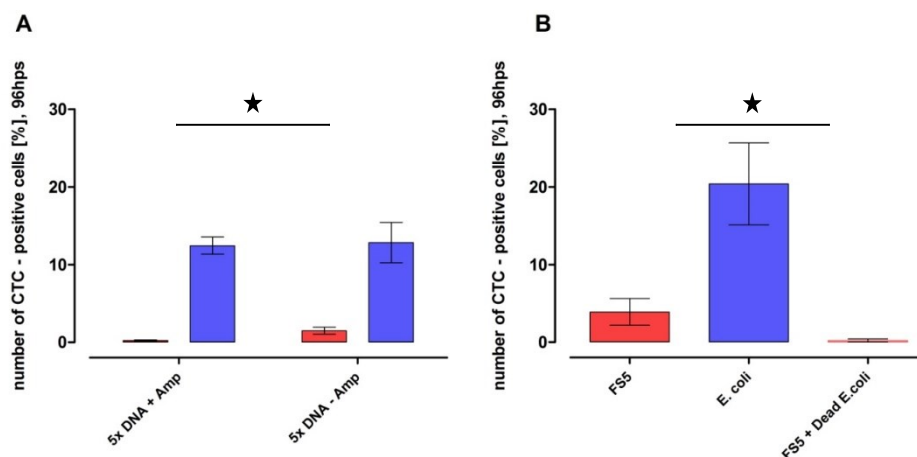 A
number of CTC - positive cells [%], 96hps
30
20
10
0
5x DNA + Amp
5x DNA - Amp
B
number of CTC - positive cells [%], 96hps
30
20
10
0
FS5
E. coli
FS5 + Dead E.coli